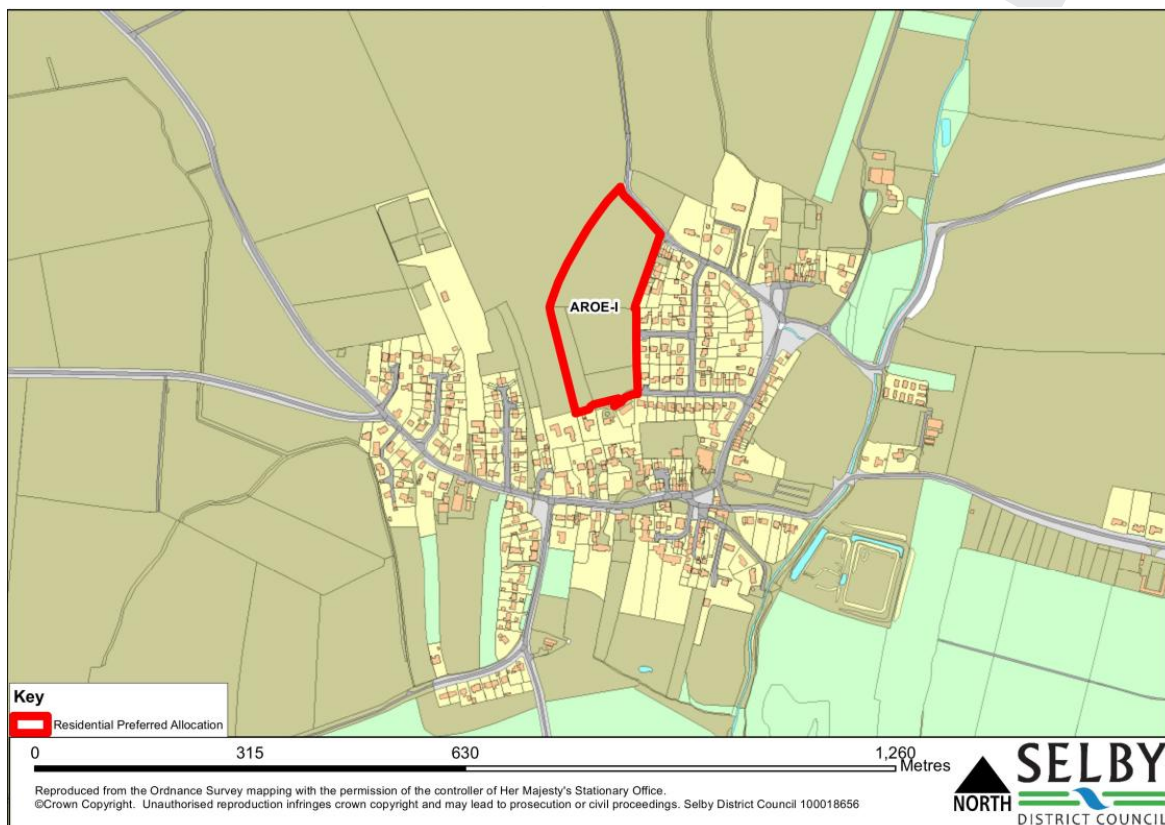 AROE-I
Key
Residential Preferred Allocation
0 315 630 1,260
Metres
Reproduced from the Ordnance Survey mapping with the permission of the controller of Her Majesty's Stationary Office.
©Crown Copyright. Unauthorised reproduction infringes crown copyright and may lead to prosecution or civil proceedings. Selby District Council 100018656
NORTH
SELBY
DISTRICT COUNCIL